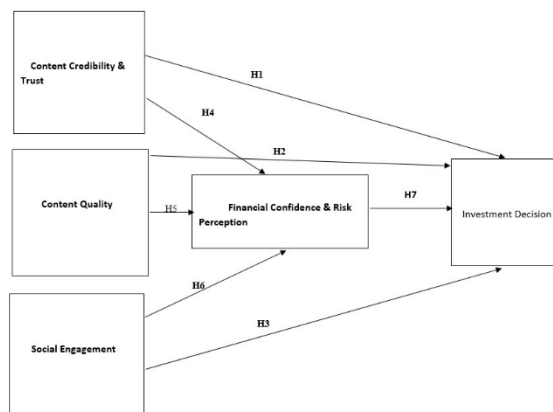 Content Credibility &
Trust
H1
H4
H2
Content Quality
H5
Financial Confidence & Risk
Perception
H7
Investment Decision
H6
Social Engagement
H3